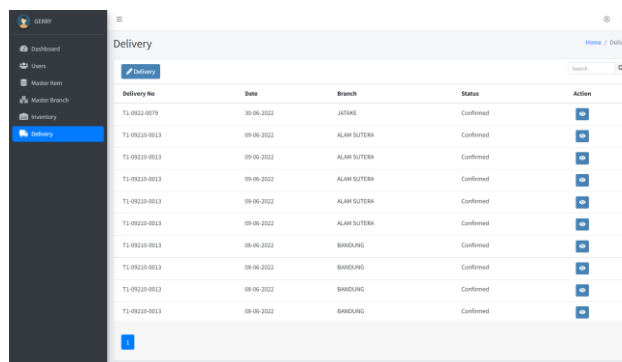 GERRY
Dashboard
Users
Master Item
Master Branch
Inventory
Delivery
Delivery
Home / Deliv
Delivery
Search
Delivery No Date Branch Status Action
T1-0922-0079 30-06-2022 JATAKE Confirmed
T1-09210-0013 09-06-2022 ALAM SUTERA Confirmed
T1-09210-0013 09-06-2022 ALAM SUTERA Confirmed
T1-09210-0013 09-06-2022 ALAM SUTERA Confirmed
T1-09210-0013 09-06-2022 ALAM SUTERA Confirmed
T1-09210-0013 09-06-2022 ALAM SUTERA Confirmed
T1-09210-0013 08-06-2022 BANDUNG Confirmed
T1-09210-0013 08-06-2022 BANDUNG Confirmed
T1-09210-0013 08-06-2022 BANDUNG Confirmed
T1-09210-0013 08-06-2022 BANDUNG Confirmed
1